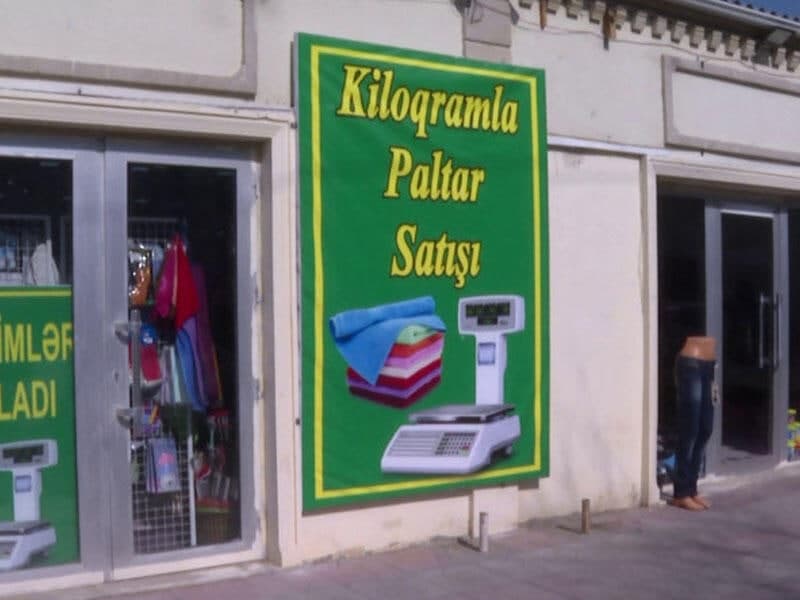 Kiloqramla
Paltar
Satışı
İMLƏR
LADI